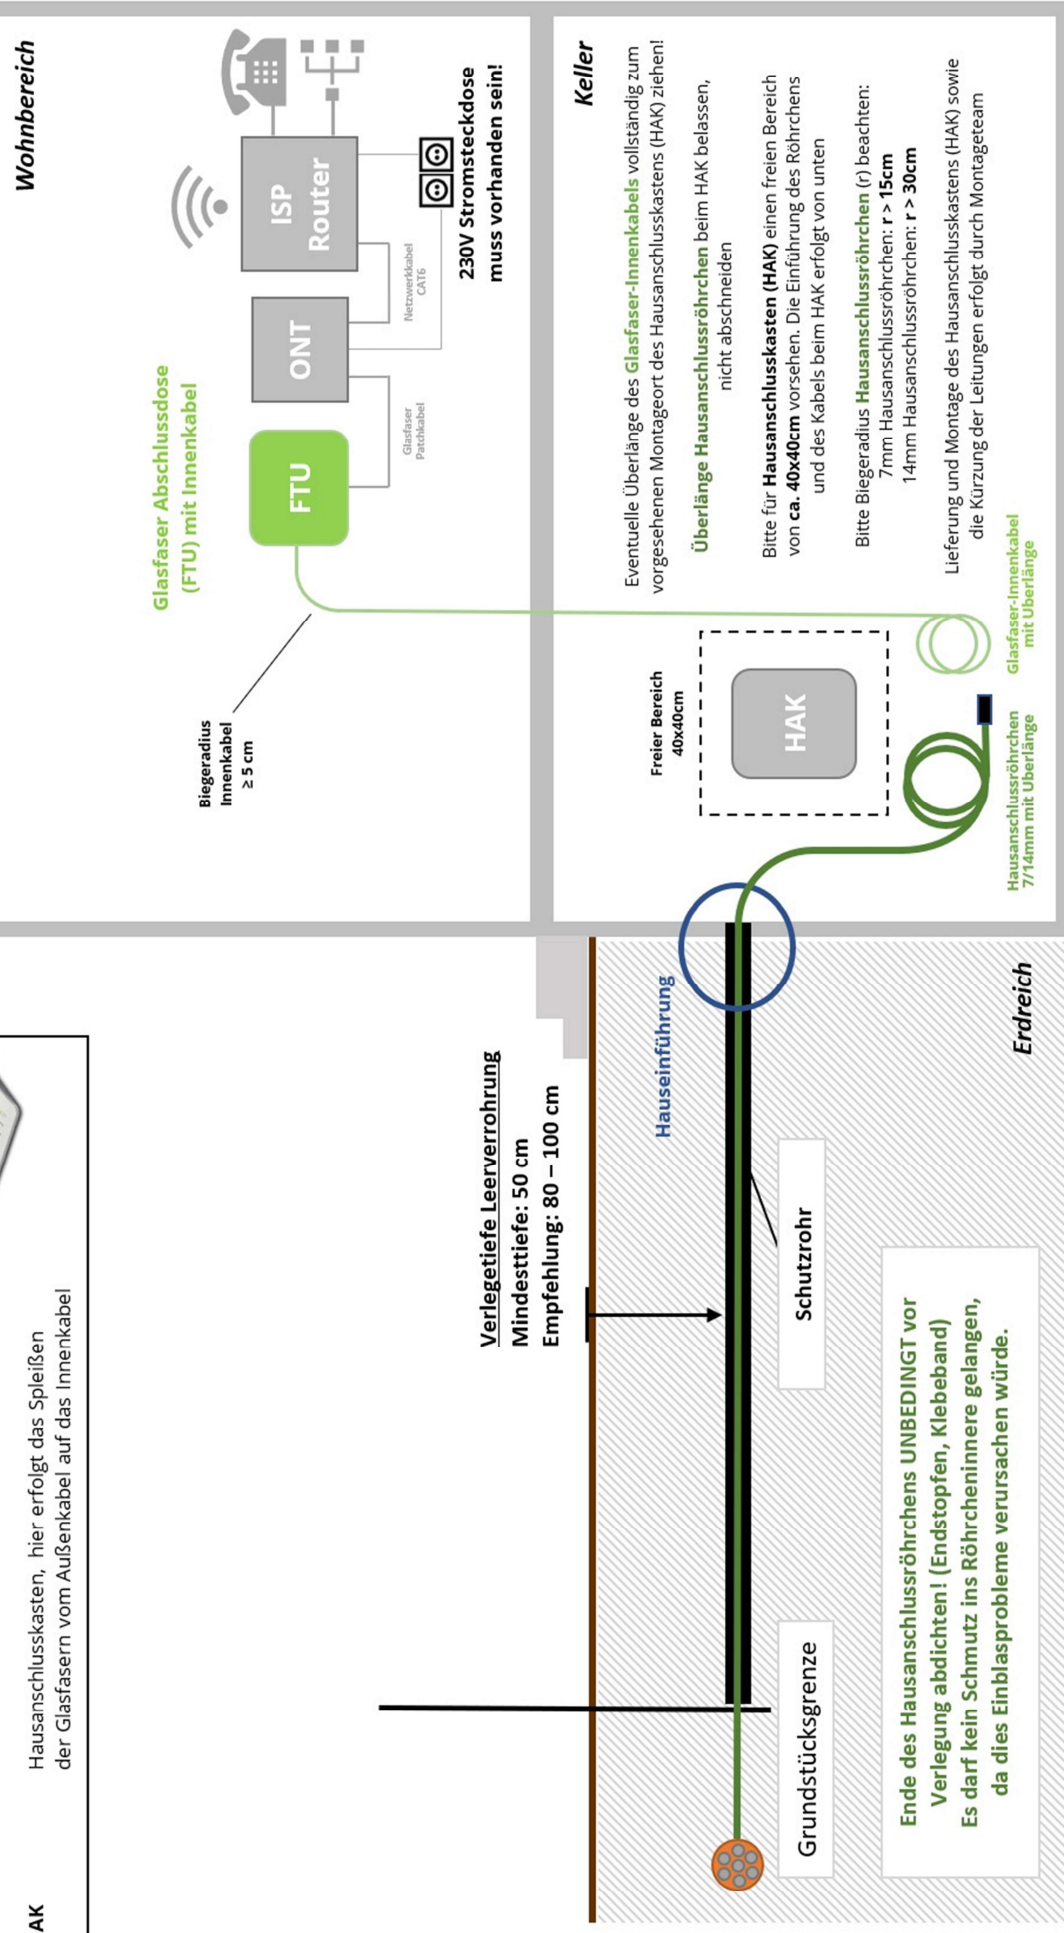 AK
Hausanschlusskasten, hier erfolgt das Spleißen
der Glasfasern vom Außenkabel auf das Innenkabel
Wohnbereich
Glasfaser Abschlussdose
(FTU) mit Innenkabel
Biegeradius
Innenkabel
≥ 5 cm
FTU
ONT
ISP
Router
Glasfaser
Patchkabel
Netzwerkkabel
CAT6
230V Stromsteckdose
muss vorhanden sein!
Verlegetiefe Leerverrohrung
Mindesttiefe: 50 cm
Empfehlung: 80 – 100 cm
Keller
Eventuelle Überlänge des Glasfaser-Innenkabels vollständig zum
vorgesehenen Montageort des Hausanschlusskastens (HAK) ziehen!
Überlänge Hausanschlussröhrchen beim HAK belassen,
nicht abschneiden
Bitte für Hausanschlusskasten (HAK) einen freien Bereich
von ca. 40x40cm vorsehen. Die Einführung des Röhrchens
und des Kabels beim HAK erfolgt von unten
Bitte Biegeradius Hausanschlussröhrchen (r) beachten:
7mm Hausanschlussröhrchen: r > 15cm
14mm Hausanschlussröhrchen: r > 30cm
Lieferung und Montage des Hausanschlusskastens (HAK) sowie
die Kürzung der Leitungen erfolgt durch Montageteam
Freier Bereich
40x40cm
HAK
Hauseinführung
Schutzrohr
Grundstücksgrenze
Hausanschlussröhrchen
7/14mm mit Überlänge
Glasfaser-Innenkabel
mit Überlänge
Ende des Hausanschlussröhrchens UNBEDINGT vor
Verlegung abdichten! (Endstopfen, Klebeband)
Es darf kein Schmutz ins Röhrcheninnere gelangen,
da dies Einblasprobleme verursachen würde.
Erdreich